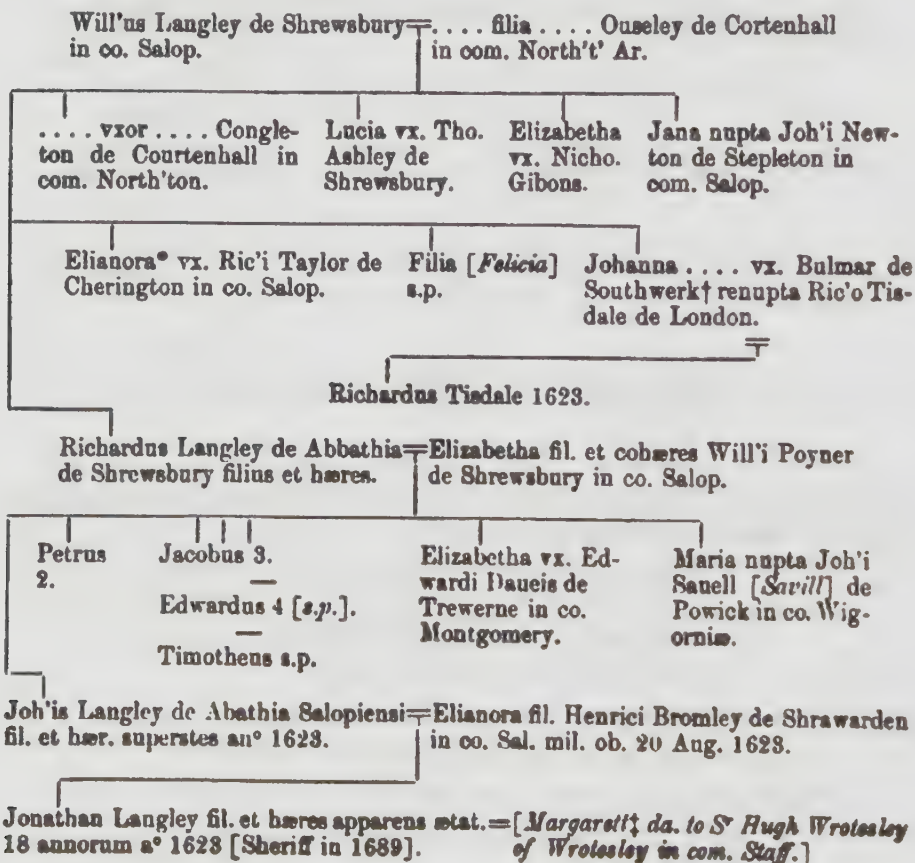 Will'us Langley de Shrewsbury = . . . . filia . . . . Ouseley de Cortenhall
in co. Salop. in com. North't' Ar.
. . . . vxor . . . . Congle-
ton de Courtenhall in
com. North'ton.
Lucia vx. Tho.
Ashley de
Shrewsbury.
Elizabetha
vx. Nicho.
Gibons.
Jana nupta Joh'i New-
ton de Stepleton in
com. Salop.
Elianora* vx. Ric'i Taylor de
Cherington in co. Salop.
Filia [Felicia]
s.p.
Johanna . . . . vx. Bulmar de
Southwerk† renupta Ric'o Tis-
dale de London.
Richardus Tisdale 1623.
Richardus Langley de Abbathia = Elizabetha fil. et cohæres Will'i Poyner
de Shrewsbury filius et hæres. de Shrewsbury in co. Salop.
Petrus
2.
Jacobus 3.
Edwardus 4 [s.p.].
Timotheus s.p.
Elizabetha vx. Ed-
wardi Daueis de
Trewerne in co.
Montgomery.
Maria nupta Joh'i
Sauell [Savill] de
Powick in co. Wig-
orniæ.
Joh'is Langley de Abathia Salopiensi = Elianora fil. Henrici Bromley de Shrawarden
fil. et hær. superstes anº 1623. in co. Sal. mil. ob. 20 Aug. 1623.
Jonathan Langley fil. et hæres apparens ætat. = [Margarett‡ da. to Sr Hugh Wrotesley
18 annorum aº 1623 [Sheriff in 1689]. of Wrotesley in com. Staff.]